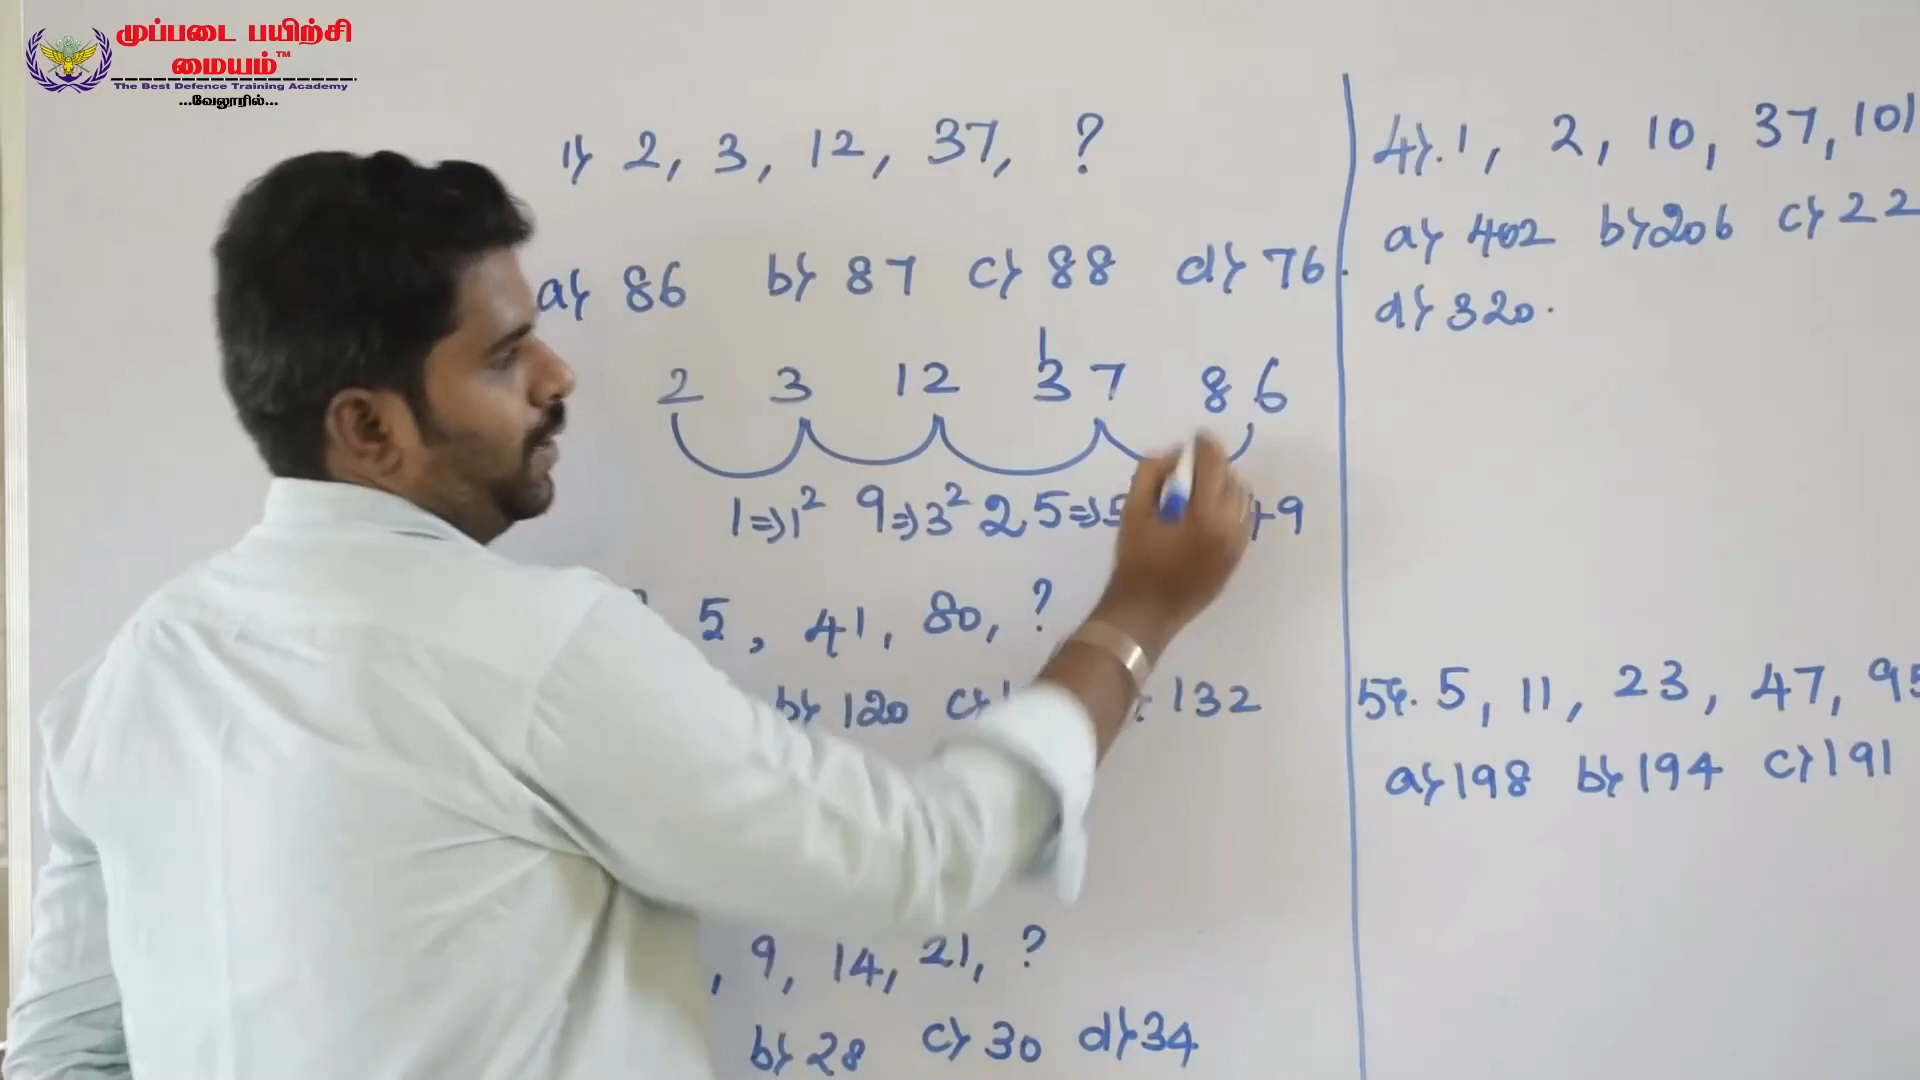 முப்படை பயிற்சி
மையம்™
The Best Defence Training Academy
...வேலூரில்...
1) 2, 3, 12, 37, ?
a) 86 b) 87 c) 88 d) 76.
2 3 12 37 86
1
1⇒1² 9⇒3² 25⇒5 +9
5, 41, 80, ?
b) 120 c) 132
, 9, 14, 21, ?
b) 28 c) 30 d) 34
4). 1, 2, 10, 37, 101
a) 402 b) 206 c) 22
d) 320.
5). 5, 11, 23, 47, 95
a) 198 b) 194 c) 191